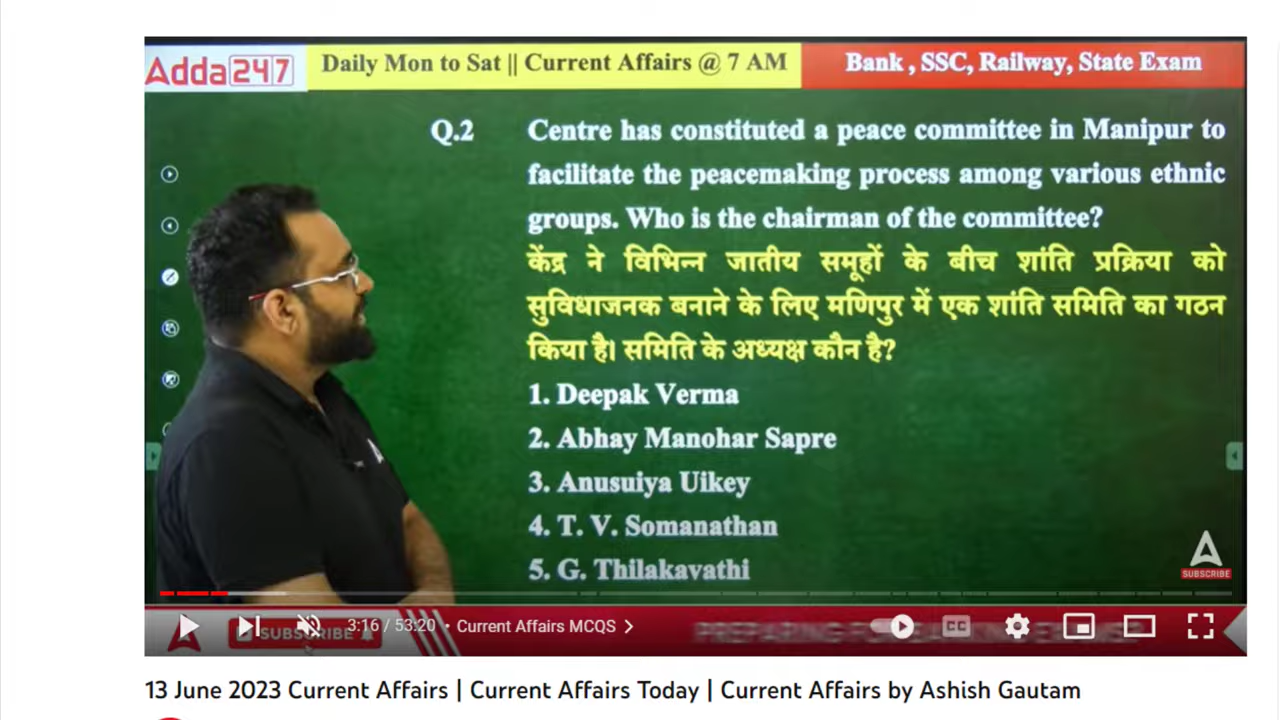 Adda247
Daily Mon to Sat || Current Affairs @ 7 AM
Bank , SSC, Railway, State Exam
Q.2 Centre has constituted a peace committee in Manipur to
facilitate the peacemaking process among various ethnic
groups. Who is the chairman of the committee?
केंद्र ने विभिन्न जातीय समूहों के बीच शांति प्रक्रिया को
सुविधाजनक बनाने के लिए मणिपुर में एक शांति समिति का गठन
किया है। समिति के अध्यक्ष कौन है?
1. Deepak Verma
2. Abhay Manohar Sapre
3. Anusuiya Uikey
4. T. V. Somanathan
5. G. Thilakavathi
SUBSCRIBE
SUBSCRIBE
3:16 / 53:20 • Current Affairs MCQS
CC
13 June 2023 Current Affairs | Current Affairs Today | Current Affairs by Ashish Gautam